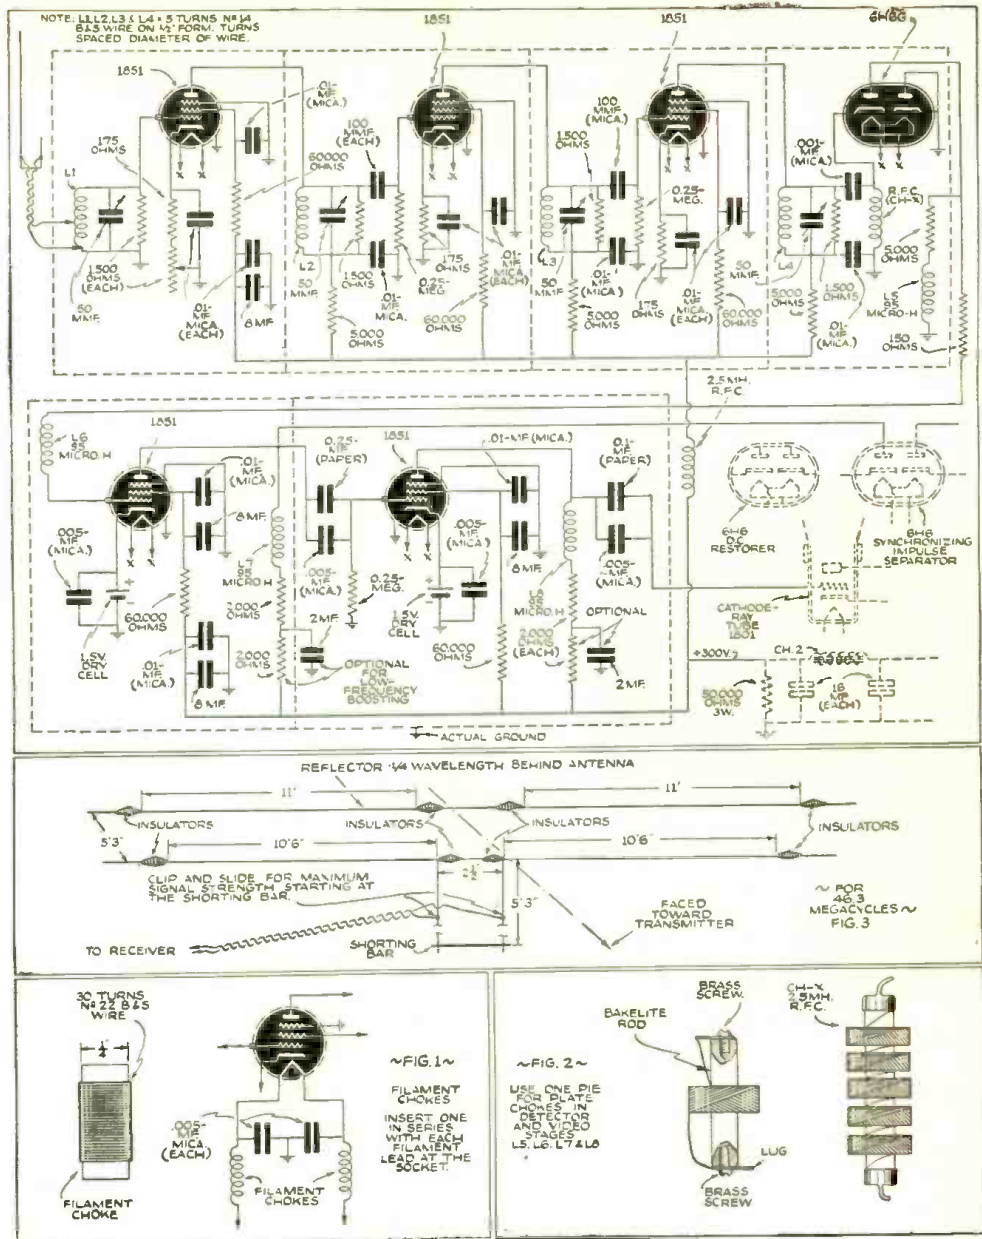 NOTE: L1,L2,L3 & L4 = 5 TURNS Nº 14
B&S WIRE ON 1/2" FORM. TURNS
SPACED DIAMETER OF WIRE.
1851
1851
1851
.01-
MF.
(MICA.)
175
OHMS
L1
1,500
OHMS
(EACH)
50
MMF.
.01-
MF.
MICA.
(EACH)
8 MF.
60,000
OHMS
100
MMF.
(EACH)
L2
50
MMF.
1,500
OHMS
5,000
OHMS
.01-
MF.
MICA.
0.25-
MEG.
175
OHMS
60,000
OHMS
.01-
MF.
MICA.
(EACH)
1,500
OHMS
100
MMF.
(MICA.)
L3
50
MMF.
5,000
OHMS
.01-
MF.
(MICA.)
0.25-
MEG.
175
OHMS
.01-
MF.
MICA.
(EACH)
60,000
OHMS
50
MMF.
L4
5,000
OHMS
.001-
MF.
(MICA.)
1,500
OHMS
.01-
MF.
(MICA.)
R.F.C.
(CH-X)
5,000
OHMS
L5
95
MICRO-H
150
OHMS
2.5MH.
R.F.C.
L6
95
MICRO.H
1851
.01-
MF.
(MICA.)
8 MF.
.005-
MF.
(MICA.)
1.5V.
DRY
CELL
60,000
OHMS
.01-
MF.
(MICA.)
8 MF.
L7
95
MICRO.H
2,000
OHMS
2,000
OHMS
2 MF.
OPTIONAL
FOR
LOW-
FREQUENCY
BOOSTING
0.25-
MF.
(PAPER)
.005-
MF.
(MICA.)
0.25-
MEG.
1851
1.5V.
DRY
CELL
.005-
MF.
(MICA.)
.01-MF.(MICA.)
8 MF.
60,000
OHMS
L8
95
MICRO.H
2,000
OHMS
(EACH)
0.1-
MF.
(PAPER)
.005-
MF.
(MICA.)
OPTIONAL
2 MF.
6H6
D.C.
RESTORER
6H6
SYNCHRONIZING
IMPULSE
SEPARATOR
CATHODE-
RAY
TUBE
1801
+300V.
CH.2
50,000
OHMS
3W.
16
MF.
(EACH)
ACTUAL GROUND
REFLECTOR 1/4 WAVELENGTH BEHIND ANTENNA
11'
11'
INSULATORS
INSULATORS
INSULATORS
5'3"
10'6"
10'6"
CLIP AND SLIDE FOR MAXIMUM
SIGNAL STRENGTH STARTING AT
THE SHORTING BAR.
5'3"
TO RECEIVER
SHORTING
BAR
FACED
TOWARD
TRANSMITTER
~ FOR
46.3
MEGACYCLES ~
FIG.3
30 TURNS
Nº 22 B&S
WIRE
FILAMENT
CHOKE
.005-
MF.
MICA.
(EACH)
FILAMENT
CHOKES
~FIG.1~
FILAMENT
CHOKES
INSERT ONE
IN SERIES
WITH EACH
FILAMENT
LEAD AT THE
SOCKET.
~FIG. 2~
USE ONE PIE
FOR PLATE
CHOKES IN
DETECTOR
AND VIDEO
STAGES
L5, L6, L7 & L8
BRASS
SCREW.
BAKELITE
ROD
LUG
BRASS
SCREW
CH-X
2.5MH.
R.F.C.